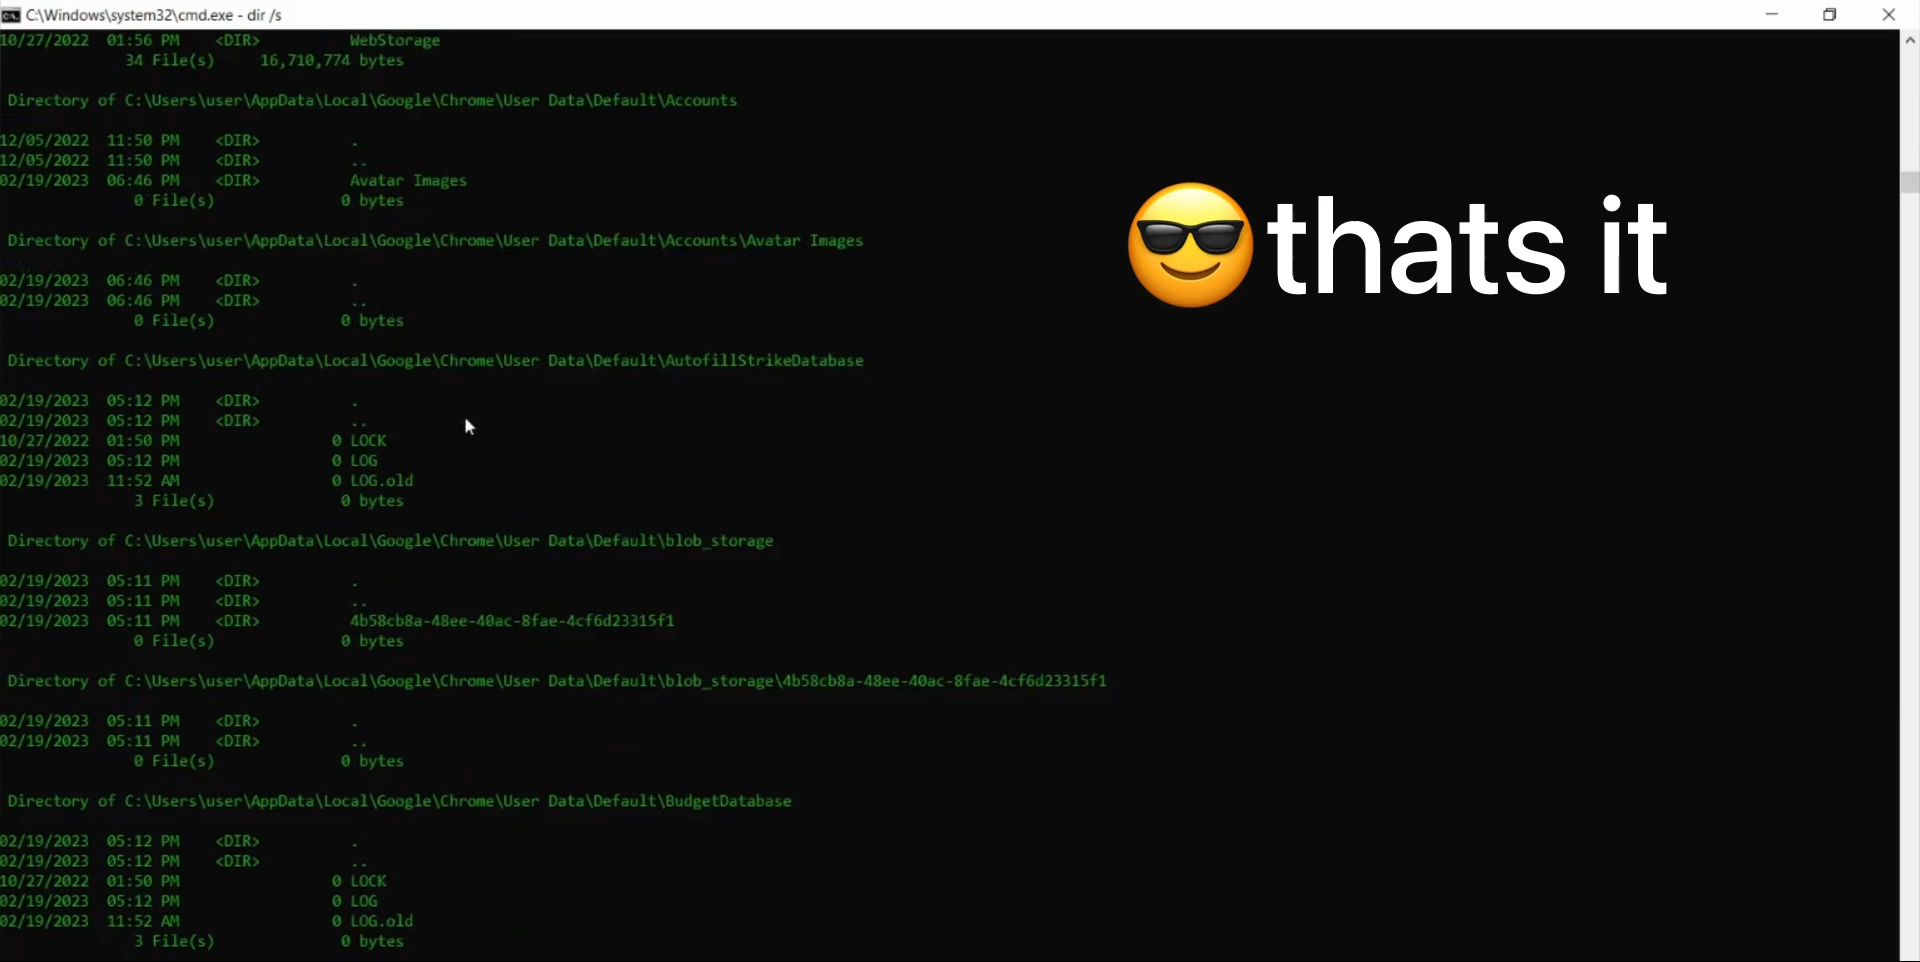 C:\Windows\system32\cmd.exe - dir /s
10/27/2022  01:56 PM    <DIR>          WebStorage
34 File(s)     16,710,774 bytes
Directory of C:\Users\user\AppData\Local\Google\Chrome\User Data\Default\Accounts
12/05/2022  11:50 PM    <DIR>          .
12/05/2022  11:50 PM    <DIR>          ..
02/19/2023  06:46 PM    <DIR>          Avatar Images
0 File(s)              0 bytes
😎thats it
Directory of C:\Users\user\AppData\Local\Google\Chrome\User Data\Default\Accounts\Avatar Images
02/19/2023  06:46 PM    <DIR>          .
02/19/2023  06:46 PM    <DIR>          ..
0 File(s)              0 bytes
Directory of C:\Users\user\AppData\Local\Google\Chrome\User Data\Default\AutofillStrikeDatabase
02/19/2023  05:12 PM    <DIR>          .
02/19/2023  05:12 PM    <DIR>          ..
10/27/2022  01:50 PM                 0 LOCK
02/19/2023  05:12 PM                 0 LOG
02/19/2023  11:52 AM                 0 LOG.old
3 File(s)              0 bytes
Directory of C:\Users\user\AppData\Local\Google\Chrome\User Data\Default\blob_storage
02/19/2023  05:11 PM    <DIR>          .
02/19/2023  05:11 PM    <DIR>          ..
02/19/2023  05:11 PM    <DIR>          4b58cb8a-48ee-40ac-8fae-4cf6d23315f1
0 File(s)              0 bytes
Directory of C:\Users\user\AppData\Local\Google\Chrome\User Data\Default\blob_storage\4b58cb8a-48ee-40ac-8fae-4cf6d23315f1
02/19/2023  05:11 PM    <DIR>          .
02/19/2023  05:11 PM    <DIR>          ..
0 File(s)              0 bytes
Directory of C:\Users\user\AppData\Local\Google\Chrome\User Data\Default\BudgetDatabase
02/19/2023  05:12 PM    <DIR>          .
02/19/2023  05:12 PM    <DIR>          ..
10/27/2022  01:50 PM                 0 LOCK
02/19/2023  05:12 PM                 0 LOG
02/19/2023  11:52 AM                 0 LOG.old
3 File(s)              0 bytes